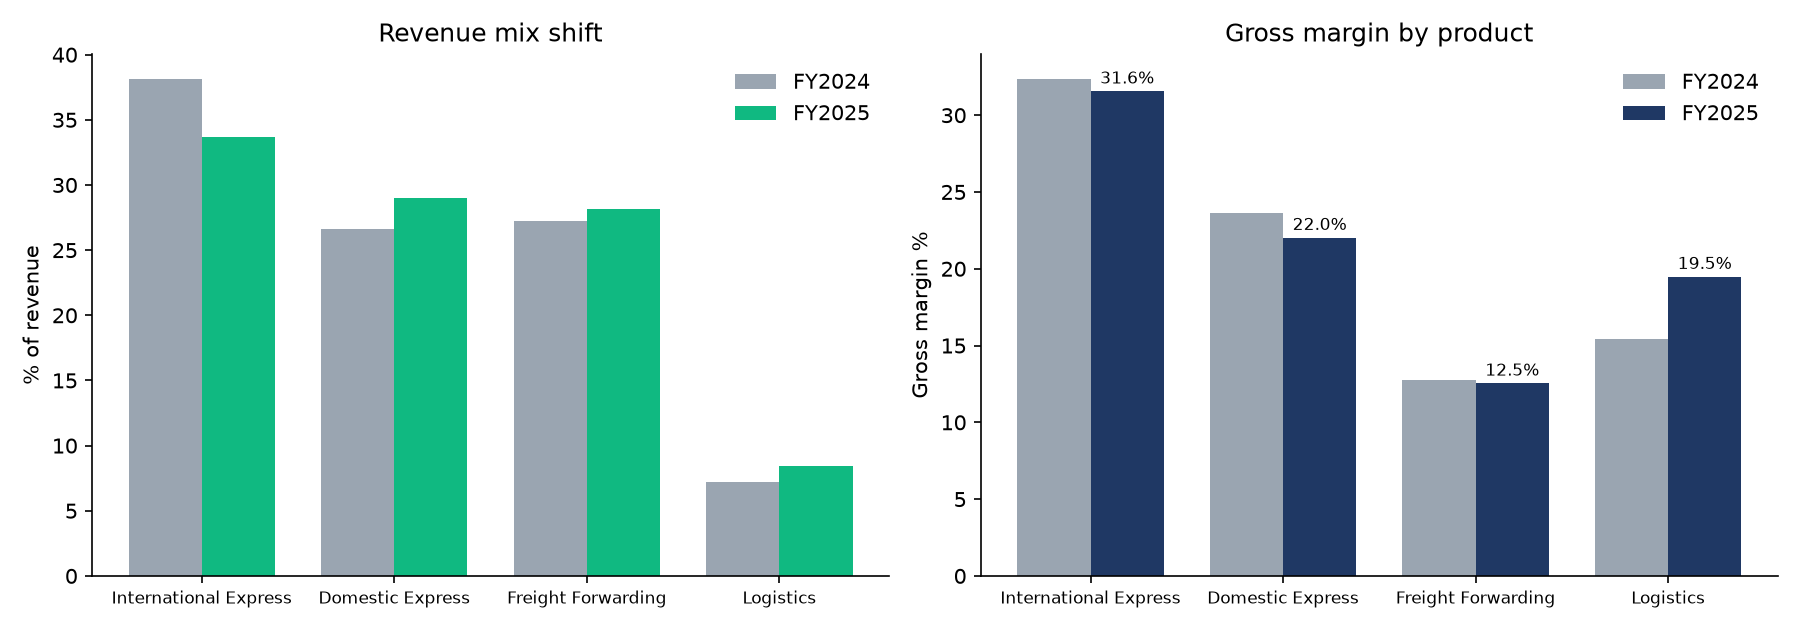 Revenue mix shift
% of revenue
40
35
30
25
20
15
10
5
0
FY2024
FY2025
International Express
Domestic Express
Freight Forwarding
Logistics
Gross margin by product
Gross margin %
30
25
20
15
10
5
0
31.6%
22.0%
12.5%
19.5%
FY2024
FY2025
International Express
Domestic Express
Freight Forwarding
Logistics